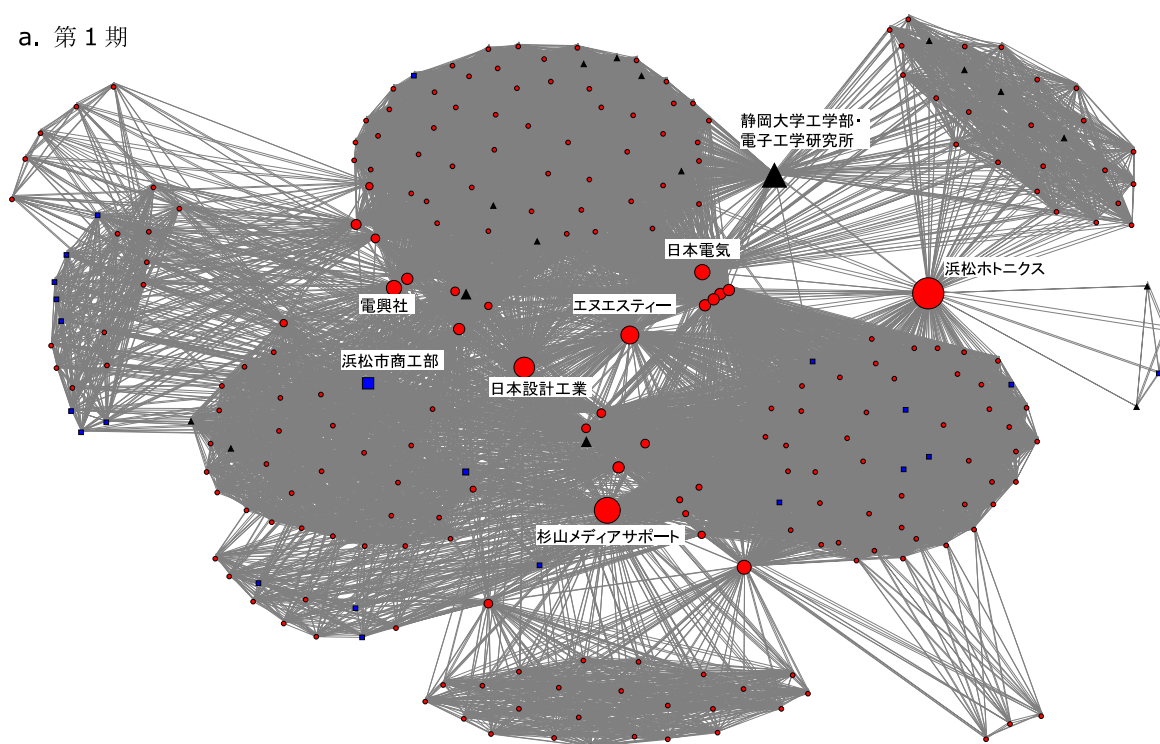 a. 第1期
静岡大学工学部・
電子工学研究所
日本電気
浜松ホトニクス
電興社
エヌエスティー
浜松市商工部
日本設計工業
杉山メディアサポート